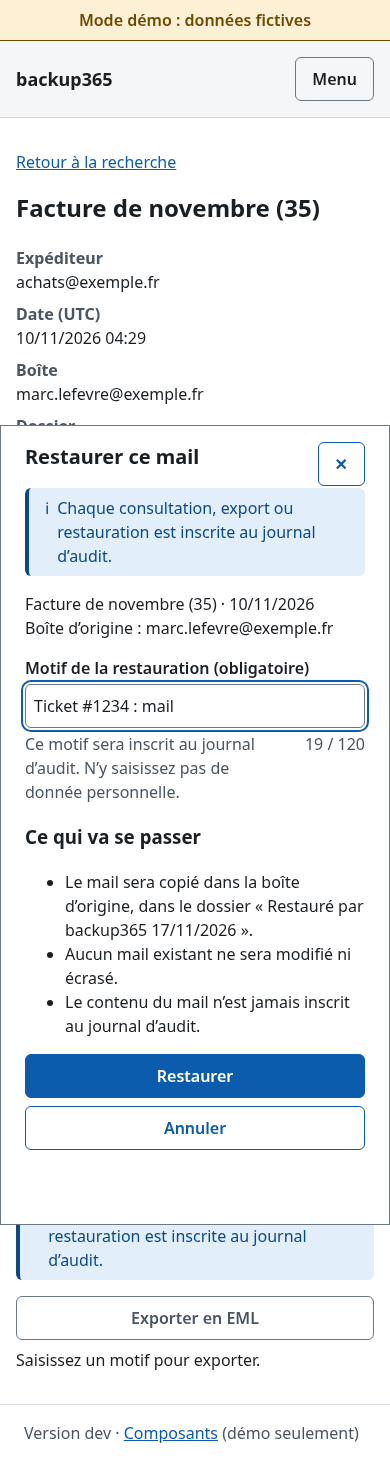 Mode démo : données fictives
backup365
Menu
Retour à la recherche
Facture de novembre (35)
Expéditeur
achats@exemple.fr
Date (UTC)
10/11/2026 04:29
Boîte
marc.lefevre@exemple.fr
Restaurer ce mail
×
i Chaque consultation, export ou
restauration est inscrite au journal
d’audit.
Facture de novembre (35) · 10/11/2026
Boîte d’origine : marc.lefevre@exemple.fr
Motif de la restauration (obligatoire)
Ticket #1234 : mail
Ce motif sera inscrit au journal 19 / 120
d’audit. N’y saisissez pas de
donnée personnelle.
Ce qui va se passer
• Le mail sera copié dans la boîte
d’origine, dans le dossier « Restauré par
backup365 17/11/2026 ».
• Aucun mail existant ne sera modifié ni
écrasé.
• Le contenu du mail n’est jamais inscrit
au journal d’audit.
Restaurer
Annuler
restauration est inscrite au journal
d’audit.
Exporter en EML
Saisissez un motif pour exporter.
Version dev · Composants (démo seulement)